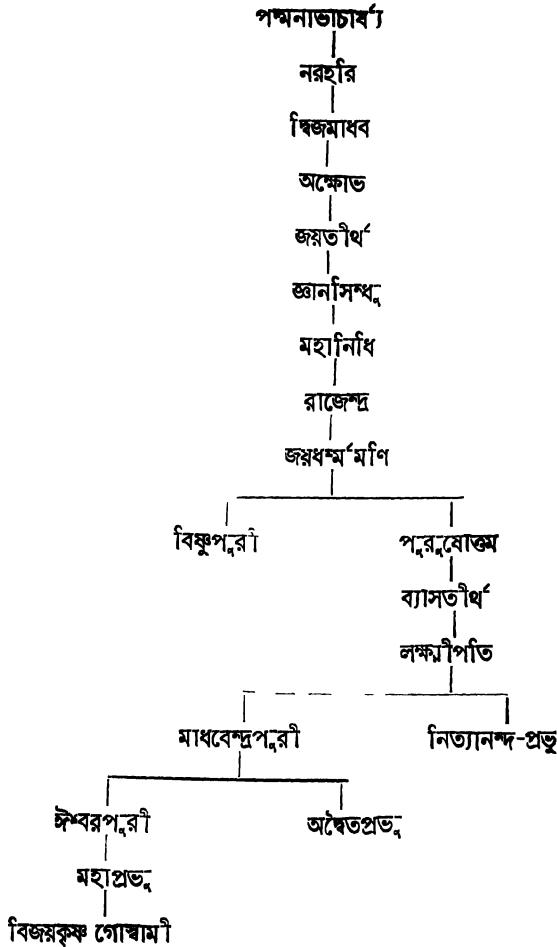 পদ্মনাভাচার্য্য
নরহরি
দ্বিজমাধব
অক্ষোভ
জয়তীর্থ
জ্ঞানসিন্ধু
মহানিধি
রাজেন্দ্র
জয়ধর্ম্মমণি
বিষ্ণুপুরী পুরুষোত্তম
ব্যাসতীর্থ
লক্ষ্মীপতি
মাধবেন্দ্রপুরী নিত্যানন্দ-প্রভু
ঈশ্বরপুরী অদ্বৈতপ্রভু
মহাপ্রভু
বিজয়কৃষ্ণ গোস্বামী